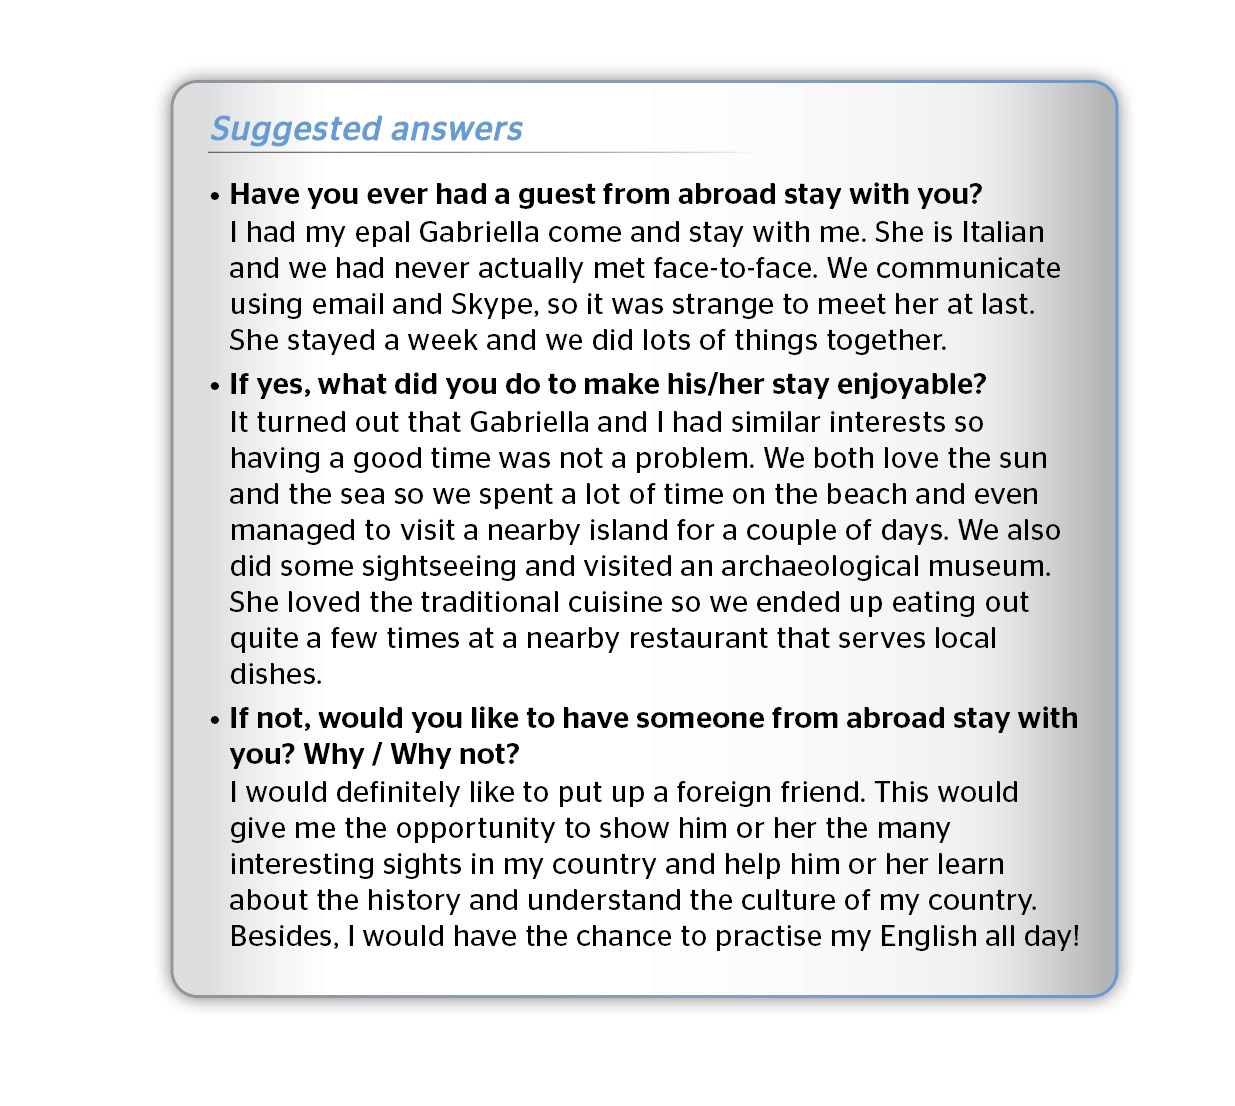 Suggested answers
• Have you ever had a guest from abroad stay with you?
I had my epal Gabriella come and stay with me. She is Italian
and we had never actually met face-to-face. We communicate
using email and Skype, so it was strange to meet her at last.
She stayed a week and we did lots of things together.
• If yes, what did you do to make his/her stay enjoyable?
It turned out that Gabriella and I had similar interests so
having a good time was not a problem. We both love the sun
and the sea so we spent a lot of time on the beach and even
managed to visit a nearby island for a couple of days. We also
did some sightseeing and visited an archaeological museum.
She loved the traditional cuisine so we ended up eating out
quite a few times at a nearby restaurant that serves local
dishes.
• If not, would you like to have someone from abroad stay with
you? Why / Why not?
I would definitely like to put up a foreign friend. This would
give me the opportunity to show him or her the many
interesting sights in my country and help him or her learn
about the history and understand the culture of my country.
Besides, I would have the chance to practise my English all day!